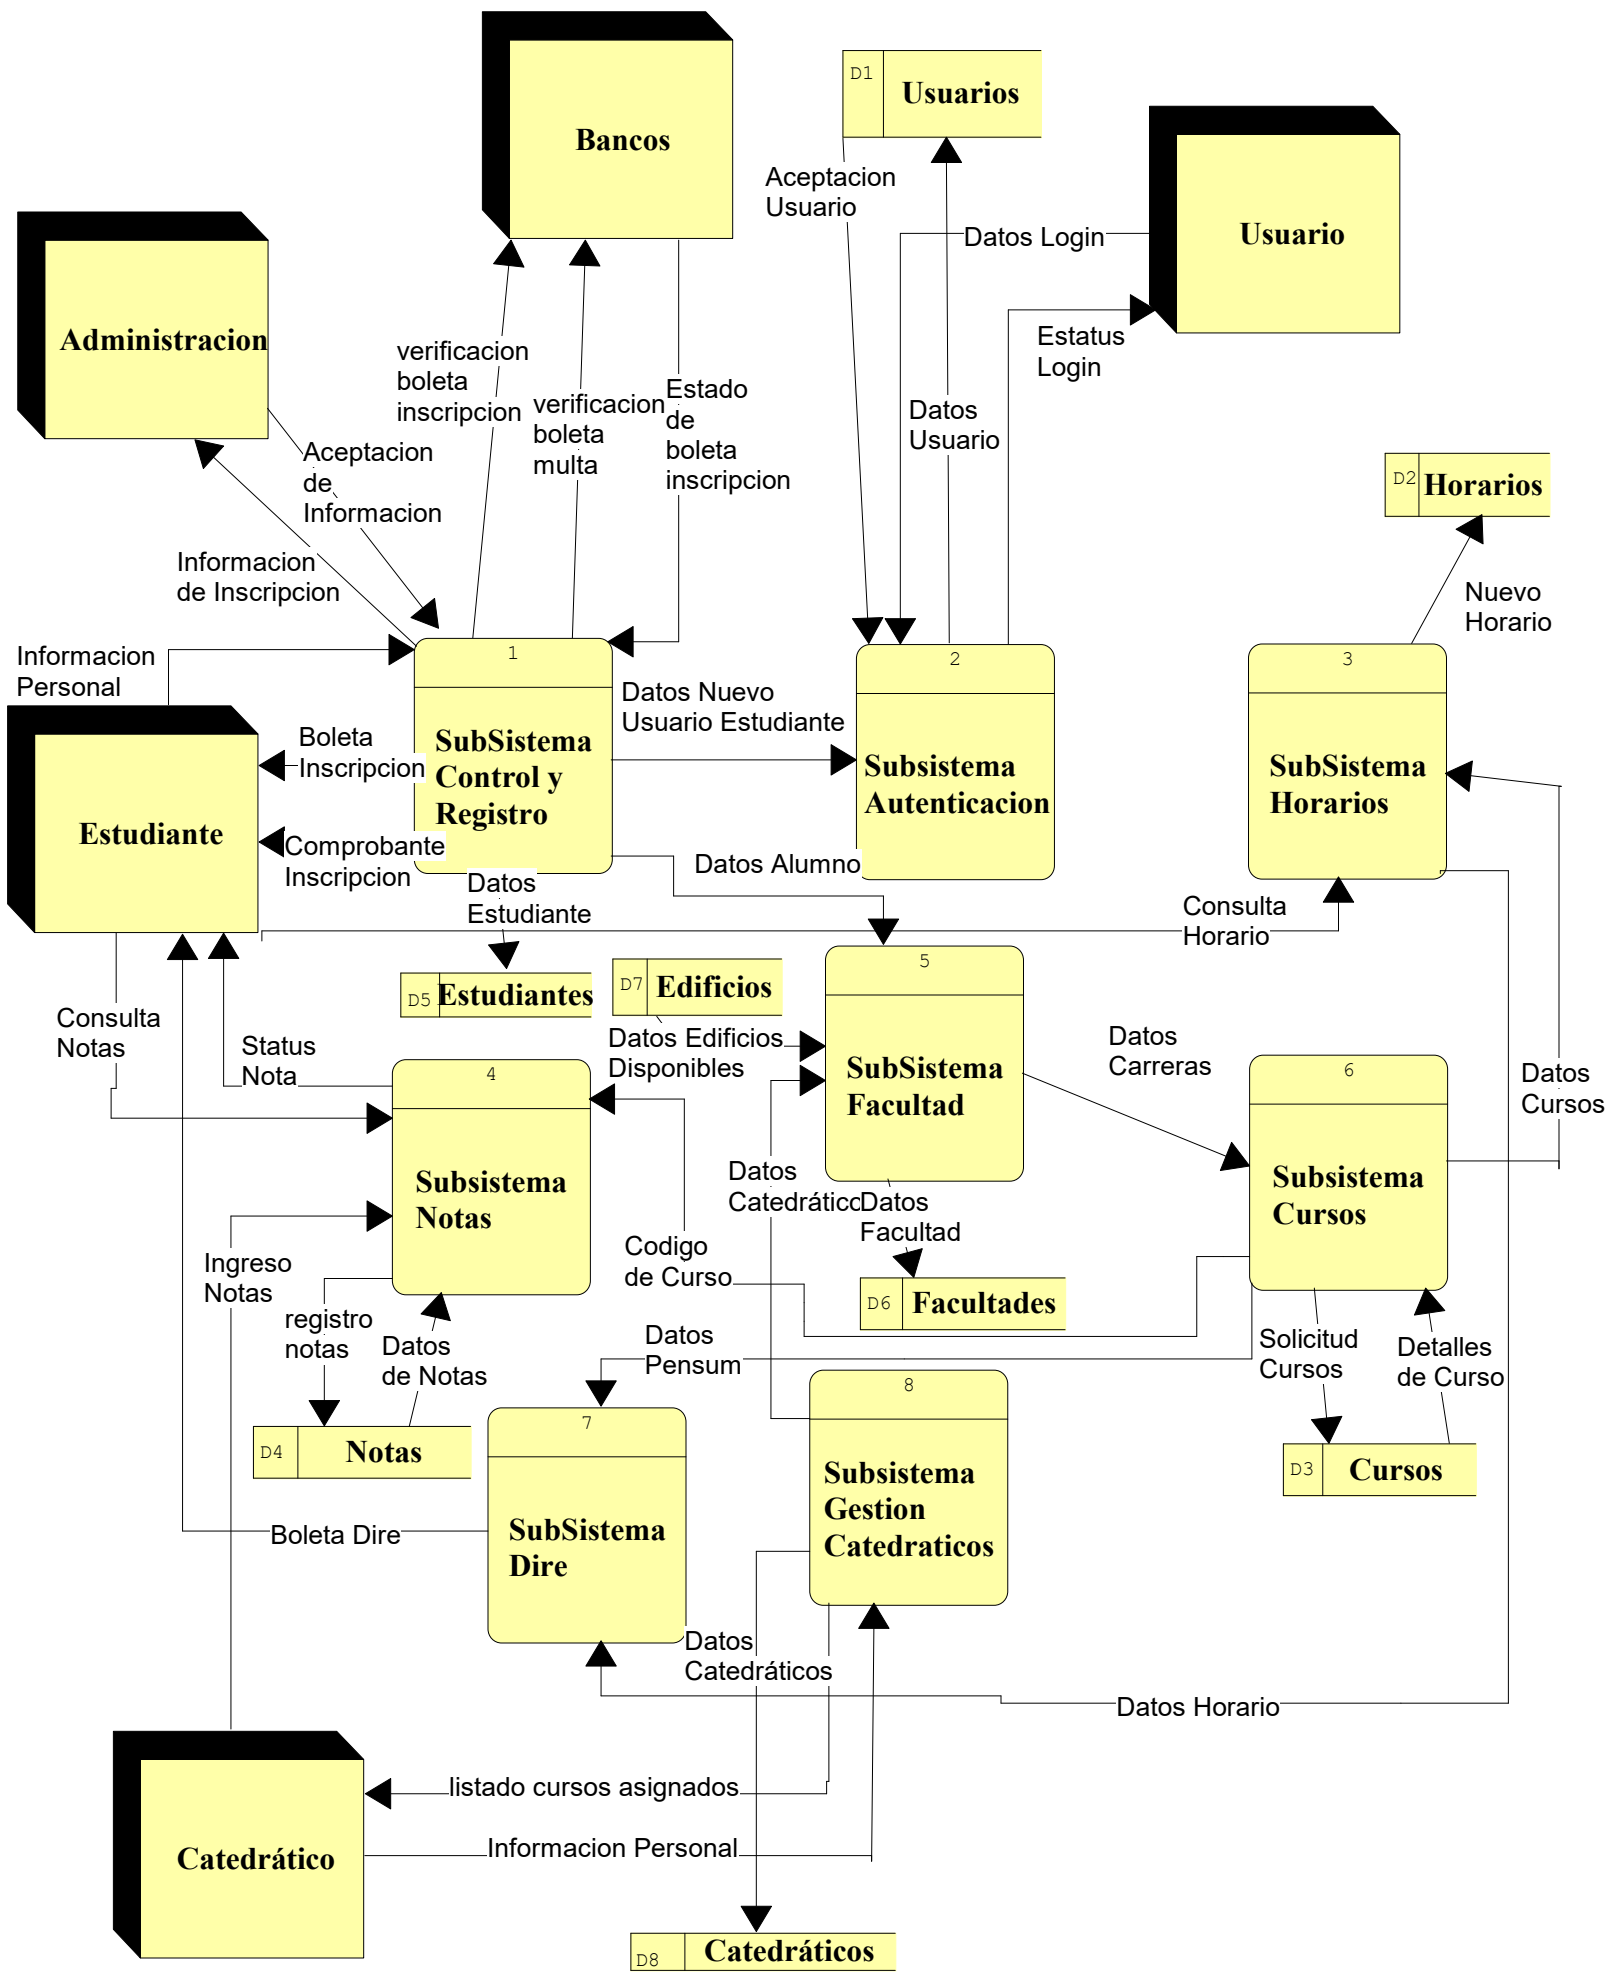 Bancos
D1
Usuarios
Usuario
Administracion
Aceptacion
Usuario
Datos Login
Estatus
Login
verificacion
boleta
inscripcion
verificacion
boleta
multa
Estado
de
boleta
inscripcion
Datos
Usuario
Aceptacion
de
Informacion
Informacion
de Inscripcion
D2
Horarios
Nuevo
Horario
Informacion
Personal
1
SubSistema
Control y
Registro
Datos Nuevo
Usuario Estudiante
2
Subsistema
Autenticacion
3
SubSistema
Horarios
Estudiante
Boleta
Inscripcion
Comprobante
Inscripcion
Datos
Estudiante
Datos Alumno
Consulta
Horario
D5
Estudiantes
D7
Edificios
Datos Edificios
Disponibles
5
SubSistema
Facultad
Consulta
Notas
Status
Nota
4
Subsistema
Notas
Datos
Carreras
6
Subsistema
Cursos
Datos
Cursos
Datos
Catedrático
Datos
Facultad
Codigo
de Curso
D6
Facultades
Ingreso
Notas
registro
notas
Datos
de Notas
Datos
Pensum
Solicitud
Cursos
Detalles
de Curso
D4
Notas
7
SubSistema
Dire
8
Subsistema
Gestion
Catedraticos
D3
Cursos
Boleta Dire
Datos
Catedráticos
Datos Horario
listado cursos asignados
Informacion Personal
Catedrático
D8
Catedráticos